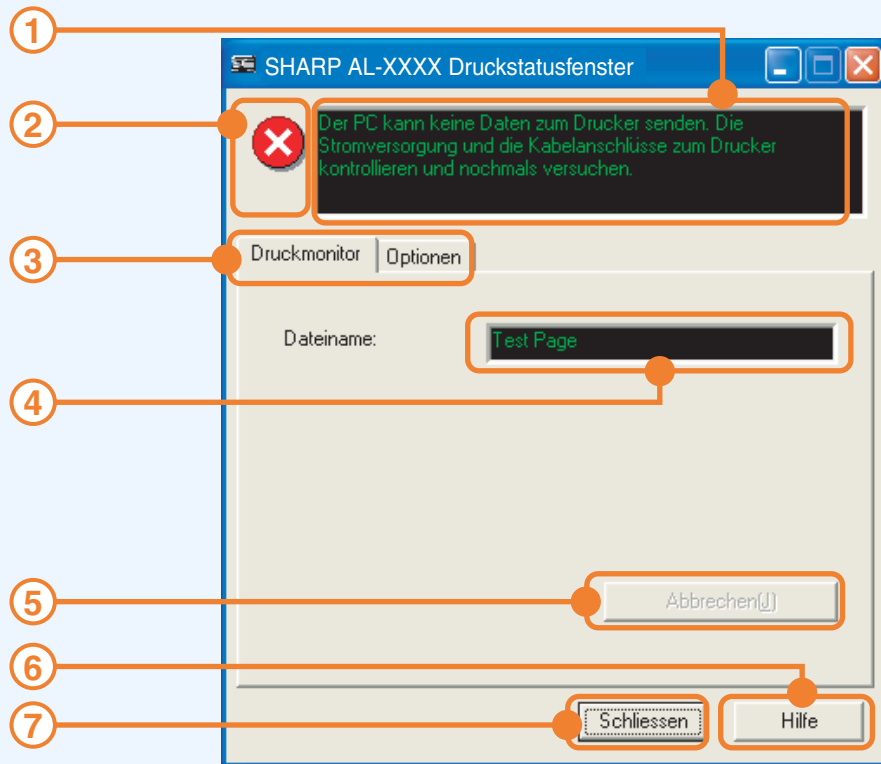 1
SHARP AL-XXXX Druckstatusfenster
2
Der PC kann keine Daten zum Drucker senden. Die
Stromversorgung und die Kabelanschlüsse zum Drucker
kontrollieren und nochmals versuchen.
3
Druckmonitor Optionen
Dateiname: Test Page
4
5
Abbrechen(J)
6
7
Schliessen Hilfe